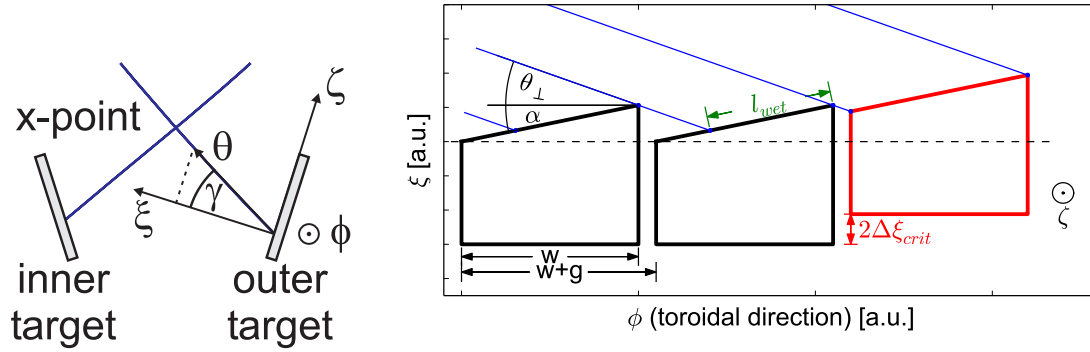 x-point
ζ
θ
ξ
γ
⊙ ϕ
inner
target
outer
target
ξ [a.u.]
θ⊥
α
l_wet
w
w+g
2Δξ_crit
⊙
ζ
ϕ (toroidal direction) [a.u.]